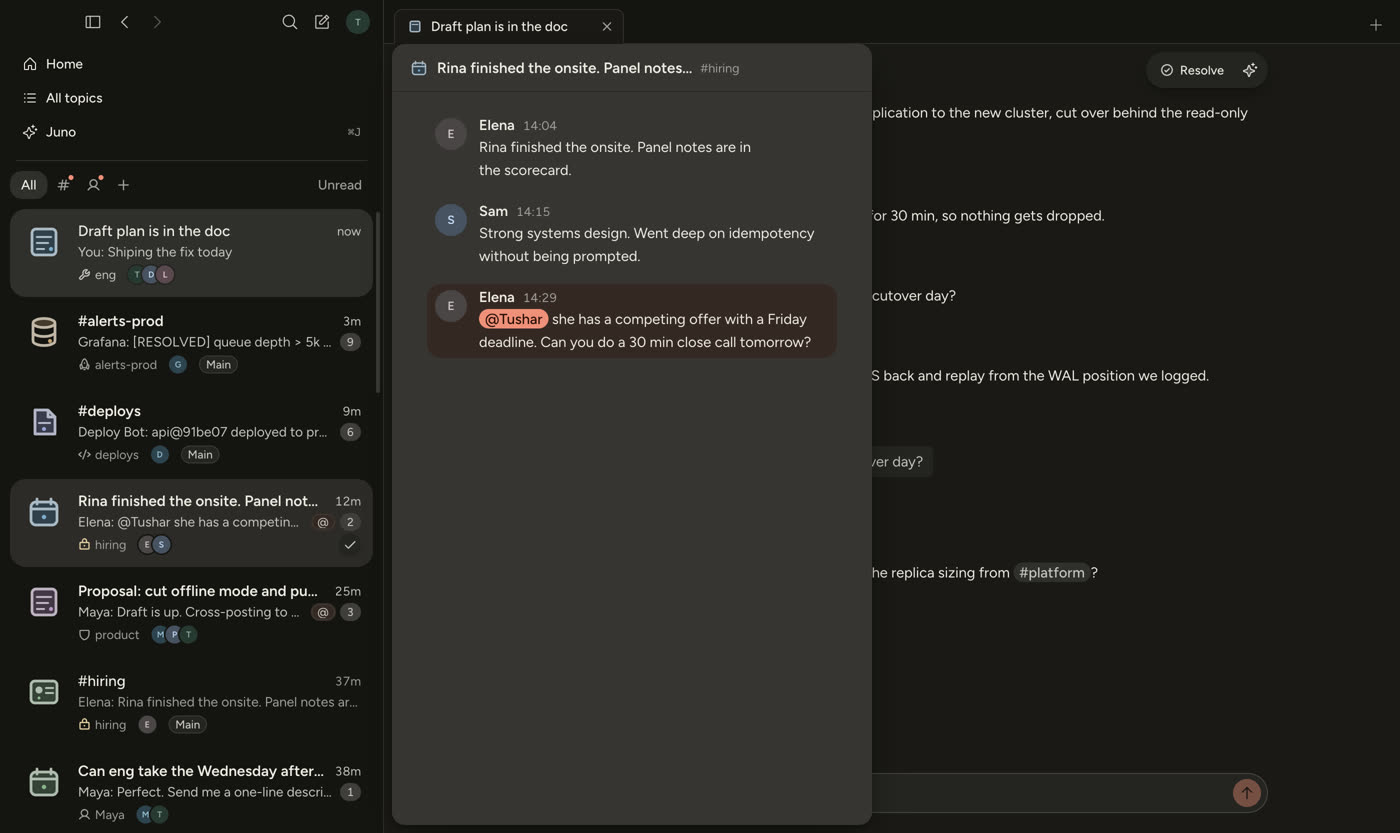 T
Home
All topics
Juno ⌘J
All # Unread
Draft plan is in the doc now
You: Shiping the fix today
eng T D L
#alerts-prod 3m
Grafana: [RESOLVED] queue depth > 5k ... 9
alerts-prod G Main
#deploys 9m
Deploy Bot: api@91be07 deployed to pr... 6
deploys D Main
Rina finished the onsite. Panel not... 12m
Elena: @Tushar she has a competin... @ 2
hiring E S
Proposal: cut offline mode and pu... 25m
Maya: Draft is up. Cross-posting to ... @ 3
product M P T
#hiring 37m
Elena: Rina finished the onsite. Panel notes ar...
hiring E Main
Can eng take the Wednesday after... 38m
Maya: Perfect. Send me a one-line descri... 1
Maya M T
Draft plan is in the doc
Rina finished the onsite. Panel notes... #hiring
E Elena 14:04
Rina finished the onsite. Panel notes are in
the scorecard.
S Sam 14:15
Strong systems design. Went deep on idempotency
without being prompted.
E Elena 14:29
@Tushar she has a competing offer with a Friday
deadline. Can you do a 30 min close call tomorrow?
Resolve
plication to the new cluster, cut over behind the read-only
for 30 min, so nothing gets dropped.
cutover day?
S back and replay from the WAL position we logged.
ver day?
he replica sizing from #platform ?